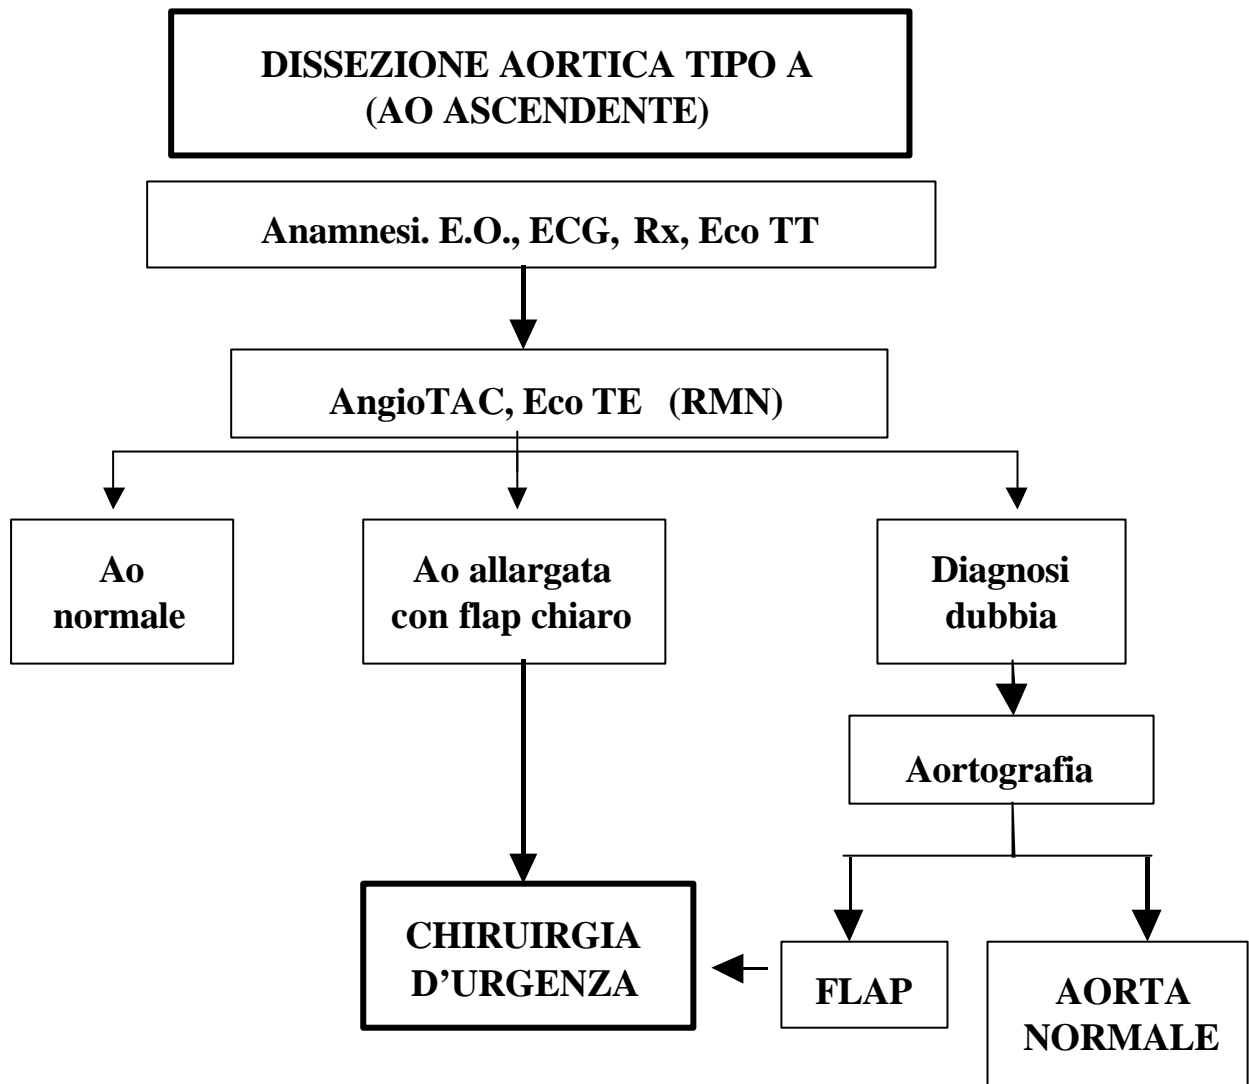 DISSEZIONE AORTICA TIPO A
(AO ASCENDENTE)
Anamnesi. E.O., ECG, Rx, Eco TT
AngioTAC, Eco TE (RMN)
Ao
normale
Ao allargata
con flap chiaro
Diagnosi
dubbia
Aortografia
CHIRUIRGIA
D’URGENZA
FLAP
AORTA
NORMALE